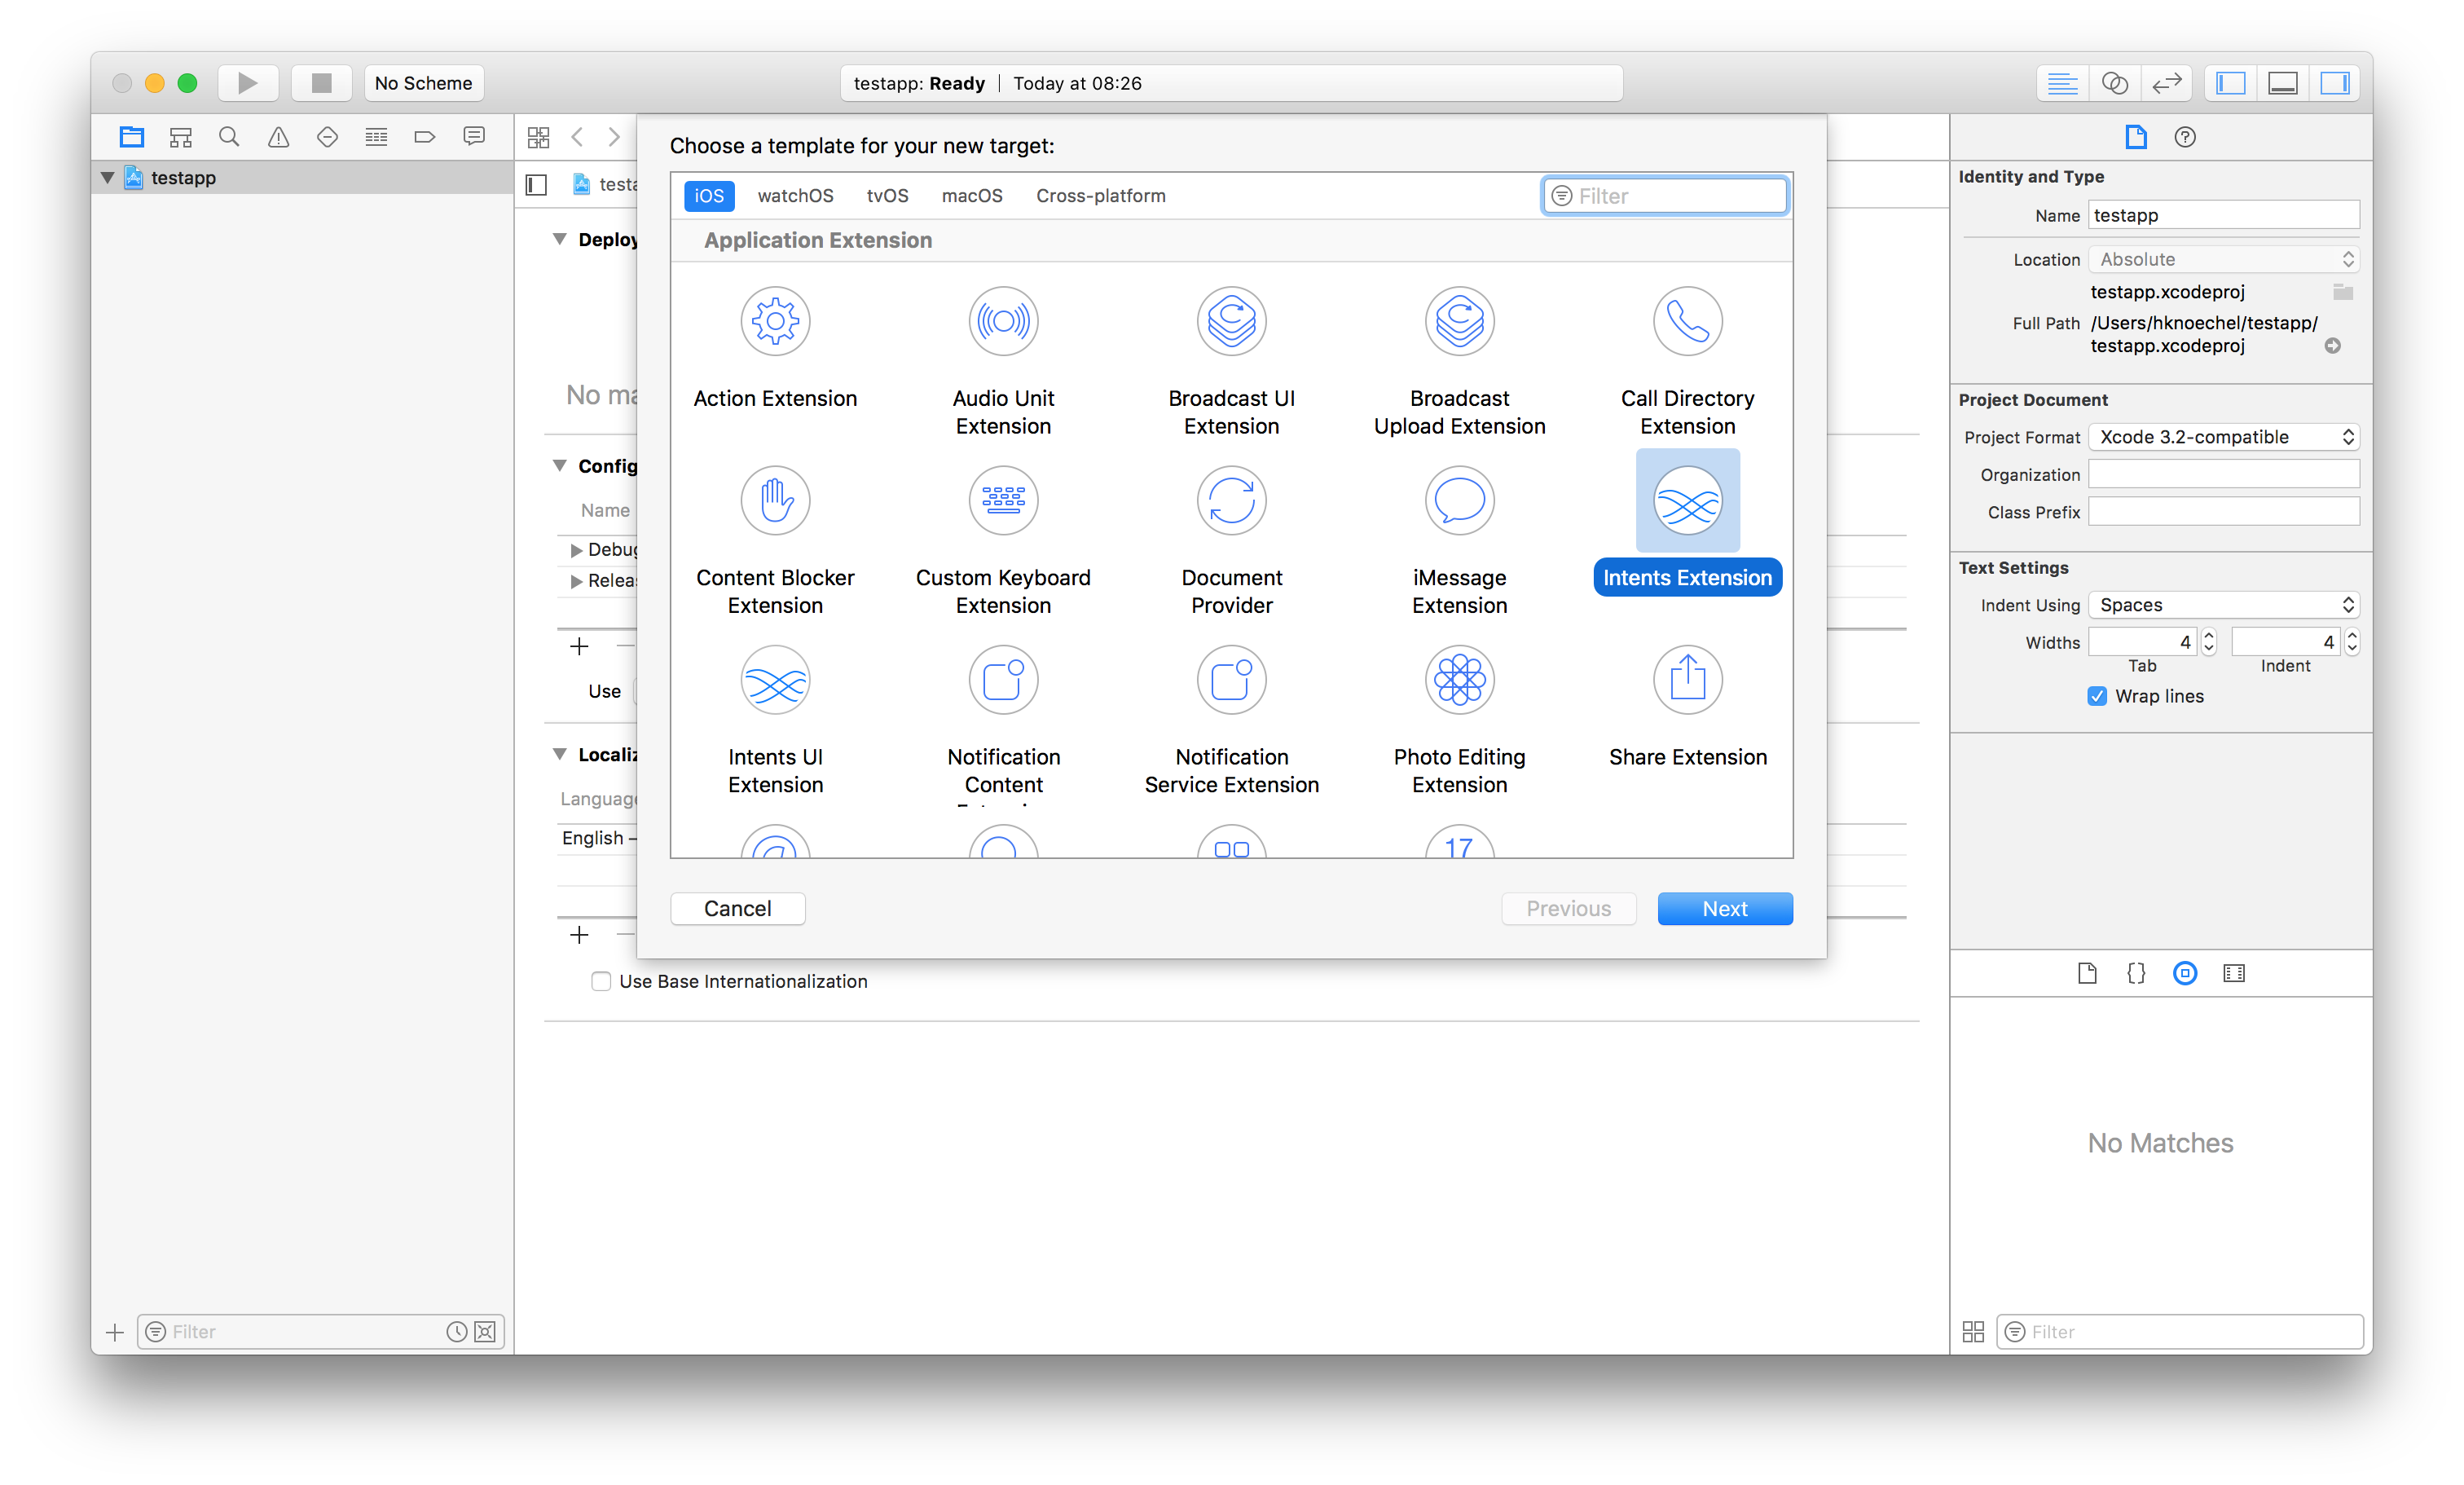 No Scheme
testapp: Ready | Today at 08:26
testapp
Choose a template for your new target:
iOS watchOS tvOS macOS Cross-platform
Filter
Application Extension
Action Extension
Audio Unit
Extension
Broadcast UI
Extension
Broadcast
Upload Extension
Call Directory
Extension
Content Blocker
Extension
Custom Keyboard
Extension
Document
Provider
iMessage
Extension
Intents Extension
Intents UI
Extension
Notification
Content
Notification
Service Extension
Photo Editing
Extension
Share Extension
17
Cancel
Previous
Next
testa
Deploy
No ma
Config
Name
Debug
Releas
Use
Localiz
Language
English –
Use Base Internationalization
Filter
Identity and Type
Name testapp
Location Absolute
testapp.xcodeproj
Full Path /Users/hknoechel/testapp/
testapp.xcodeproj
Project Document
Project Format Xcode 3.2-compatible
Organization
Class Prefix
Text Settings
Indent Using Spaces
Widths 4 4
Tab Indent
Wrap lines
No Matches
Filter